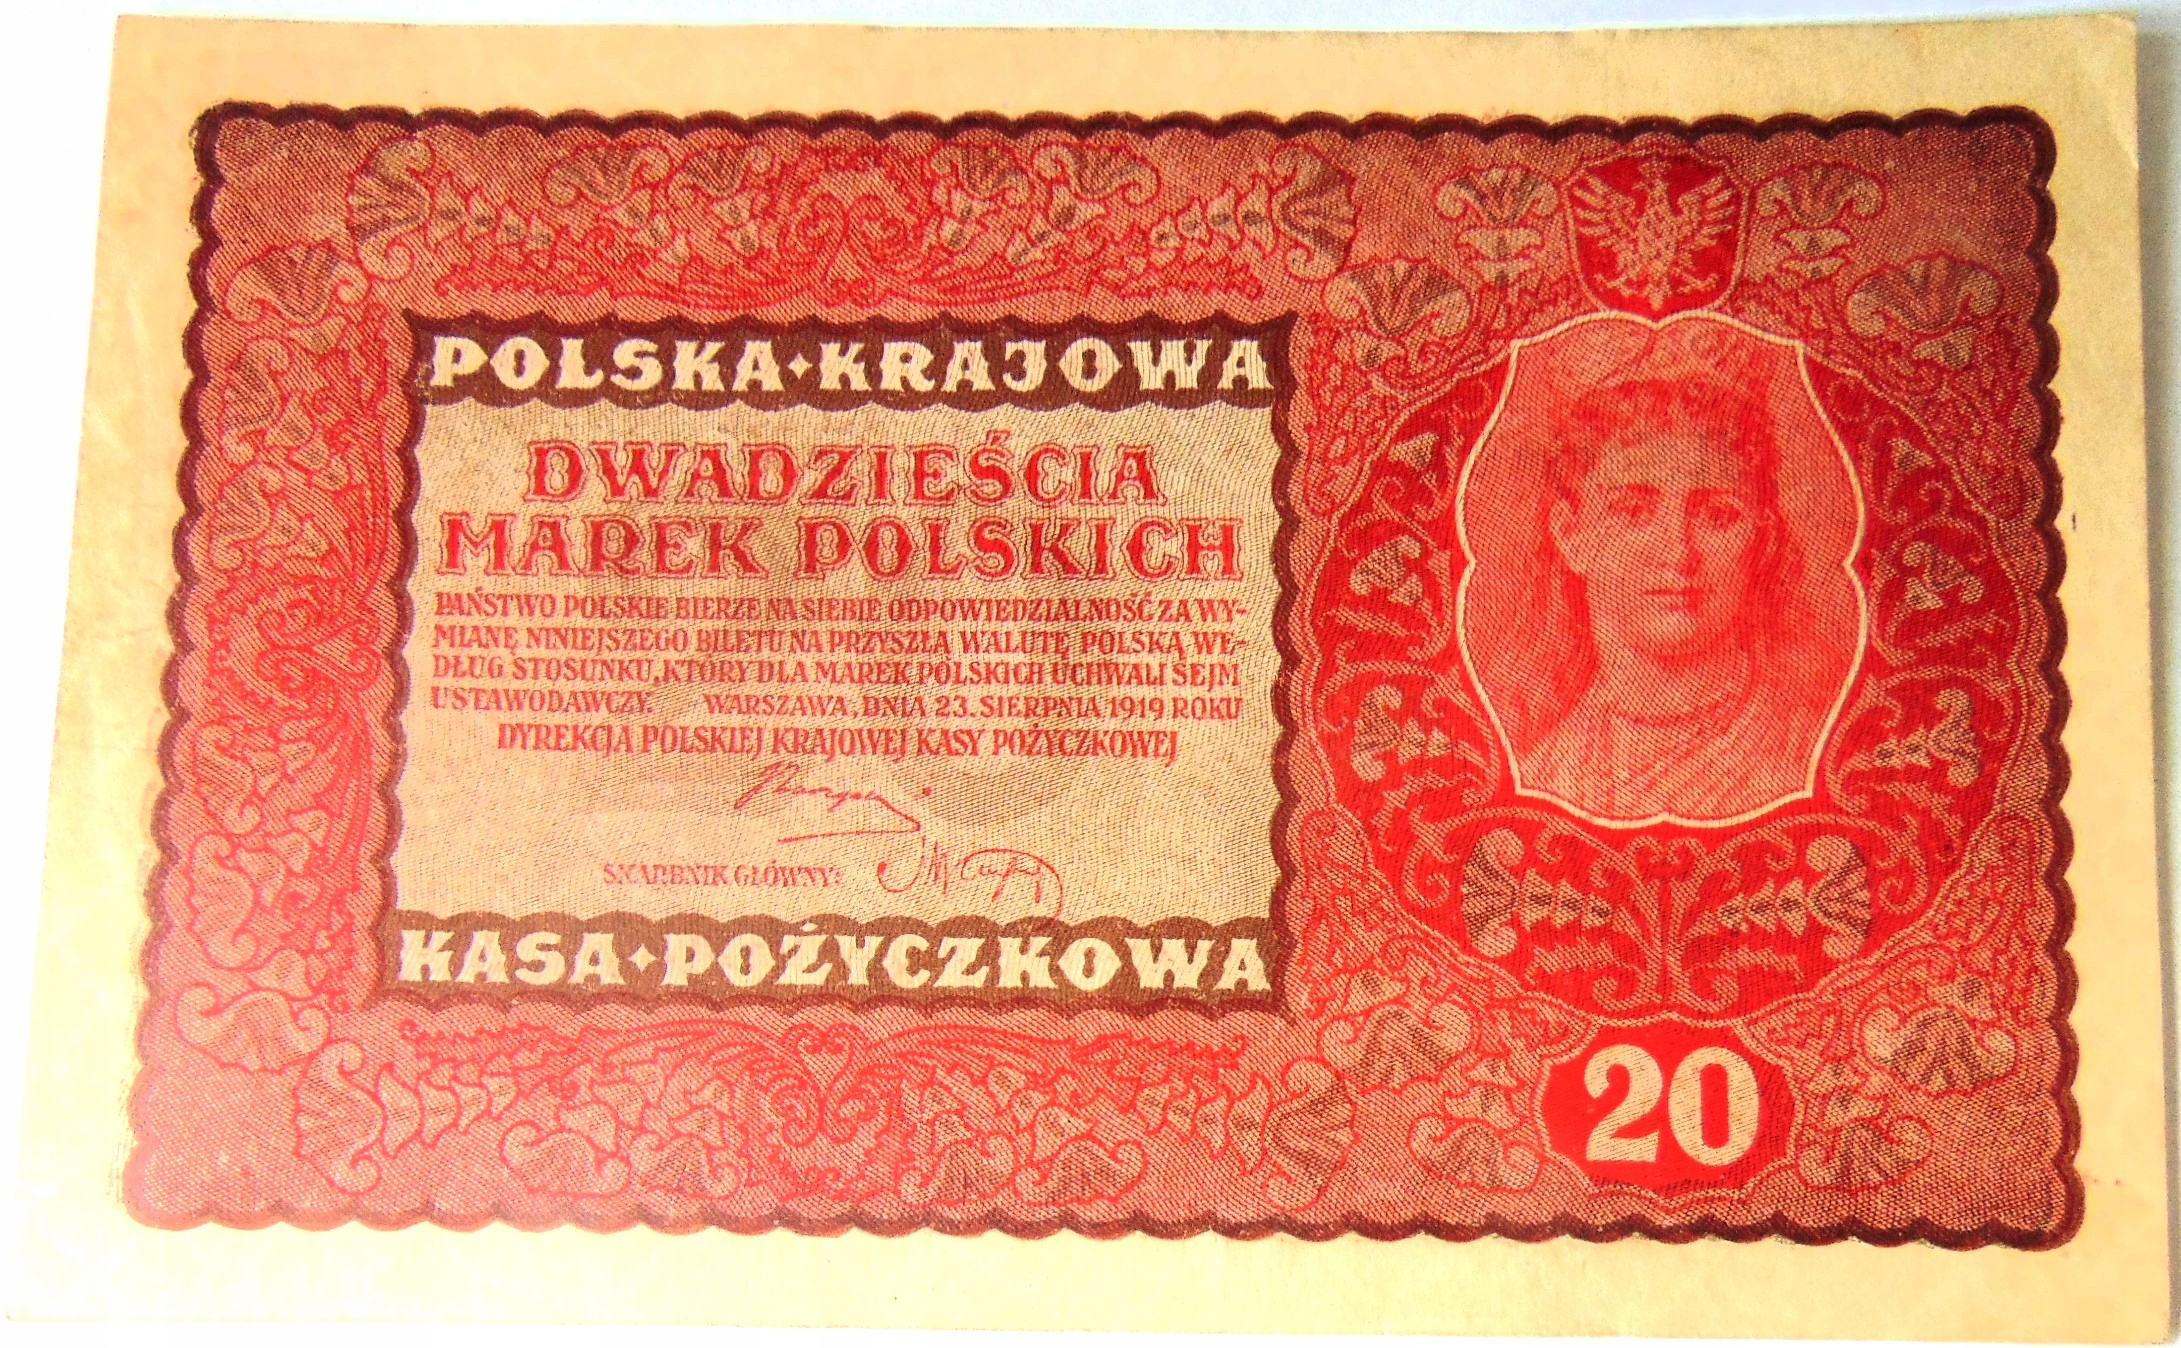 POLSKA·KRAJOWA
DWADZIEŚCIA
MAREK POLSKICH
PAŃSTWO POLSKIE BIERZE NA SIEBIE ODPOWIEDZIALNOŚĆ ZA WY-
MIANĘ NINIEJSZEGO BILETU NA PRZYSZŁĄ WALUTĘ POLSKĄ WE-
DŁUG STOSUNKU, KTÓRY DLA MAREK POLSKICH UCHWALI SEJM
USTAWODAWCZY. WARSZAWA, DNIA 23. SIERPNIA 1919 ROKU
DYREKCJA POLSKIEJ KRAJOWEJ KASY POŻYCZKOWEJ
SKARBNIK GŁÓWNY:
KASA·POŻYCZKOWA
20